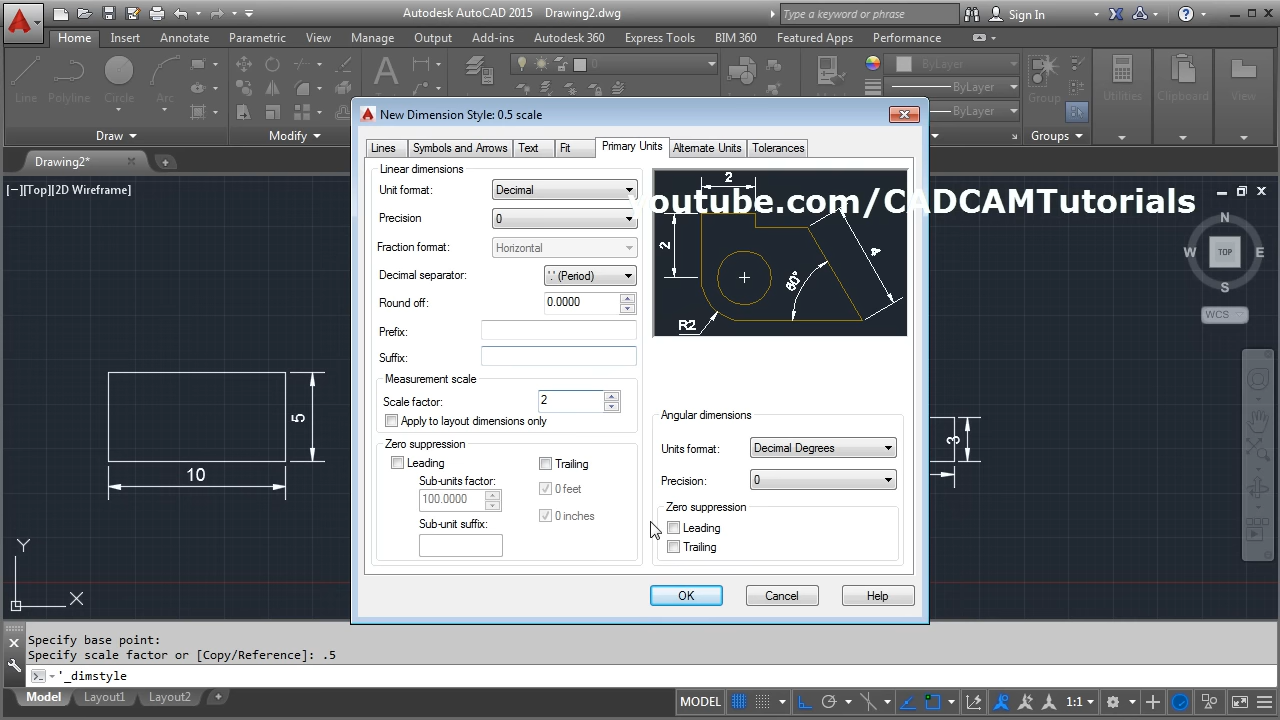 Autodesk AutoCAD 2015 Drawing2.dwg
Type a keyword or phrase
Sign In
Home Insert Annotate Parametric View Manage Output Add-ins Autodesk 360 Express Tools BIM 360 Featured Apps Performance
Line Polyline Circle Arc
0
ByLayer
ByLayer
ByLayer
Group Utilities Clipboard View
Draw Modify Groups
Drawing2*
[−][Top][2D Wireframe]
New Dimension Style: 0.5 scale
Lines Symbols and Arrows Text Fit Primary Units Alternate Units Tolerances
Linear dimensions
Unit format: Decimal
Precision 0
Fraction format: Horizontal
Decimal separator: '.' (Period)
Round off: 0.0000
Prefix:
Suffix:
Measurement scale
Scale factor: 2
Apply to layout dimensions only
Zero suppression
Leading
Trailing
Sub-units factor:
100.0000
0 feet
Sub-unit suffix:
0 inches
2
2
4
80°
R2
youtube.com/CADCAMTutorials
Angular dimensions
Units format: Decimal Degrees
Precision: 0
Zero suppression
Leading
Trailing
OK Cancel Help
N
W TOP E
S
WCS
5
10
3
Y
X
Specify base point:
Specify scale factor or [Copy/Reference]: .5
'_dimstyle
Model Layout1 Layout2 +
MODEL 1:1